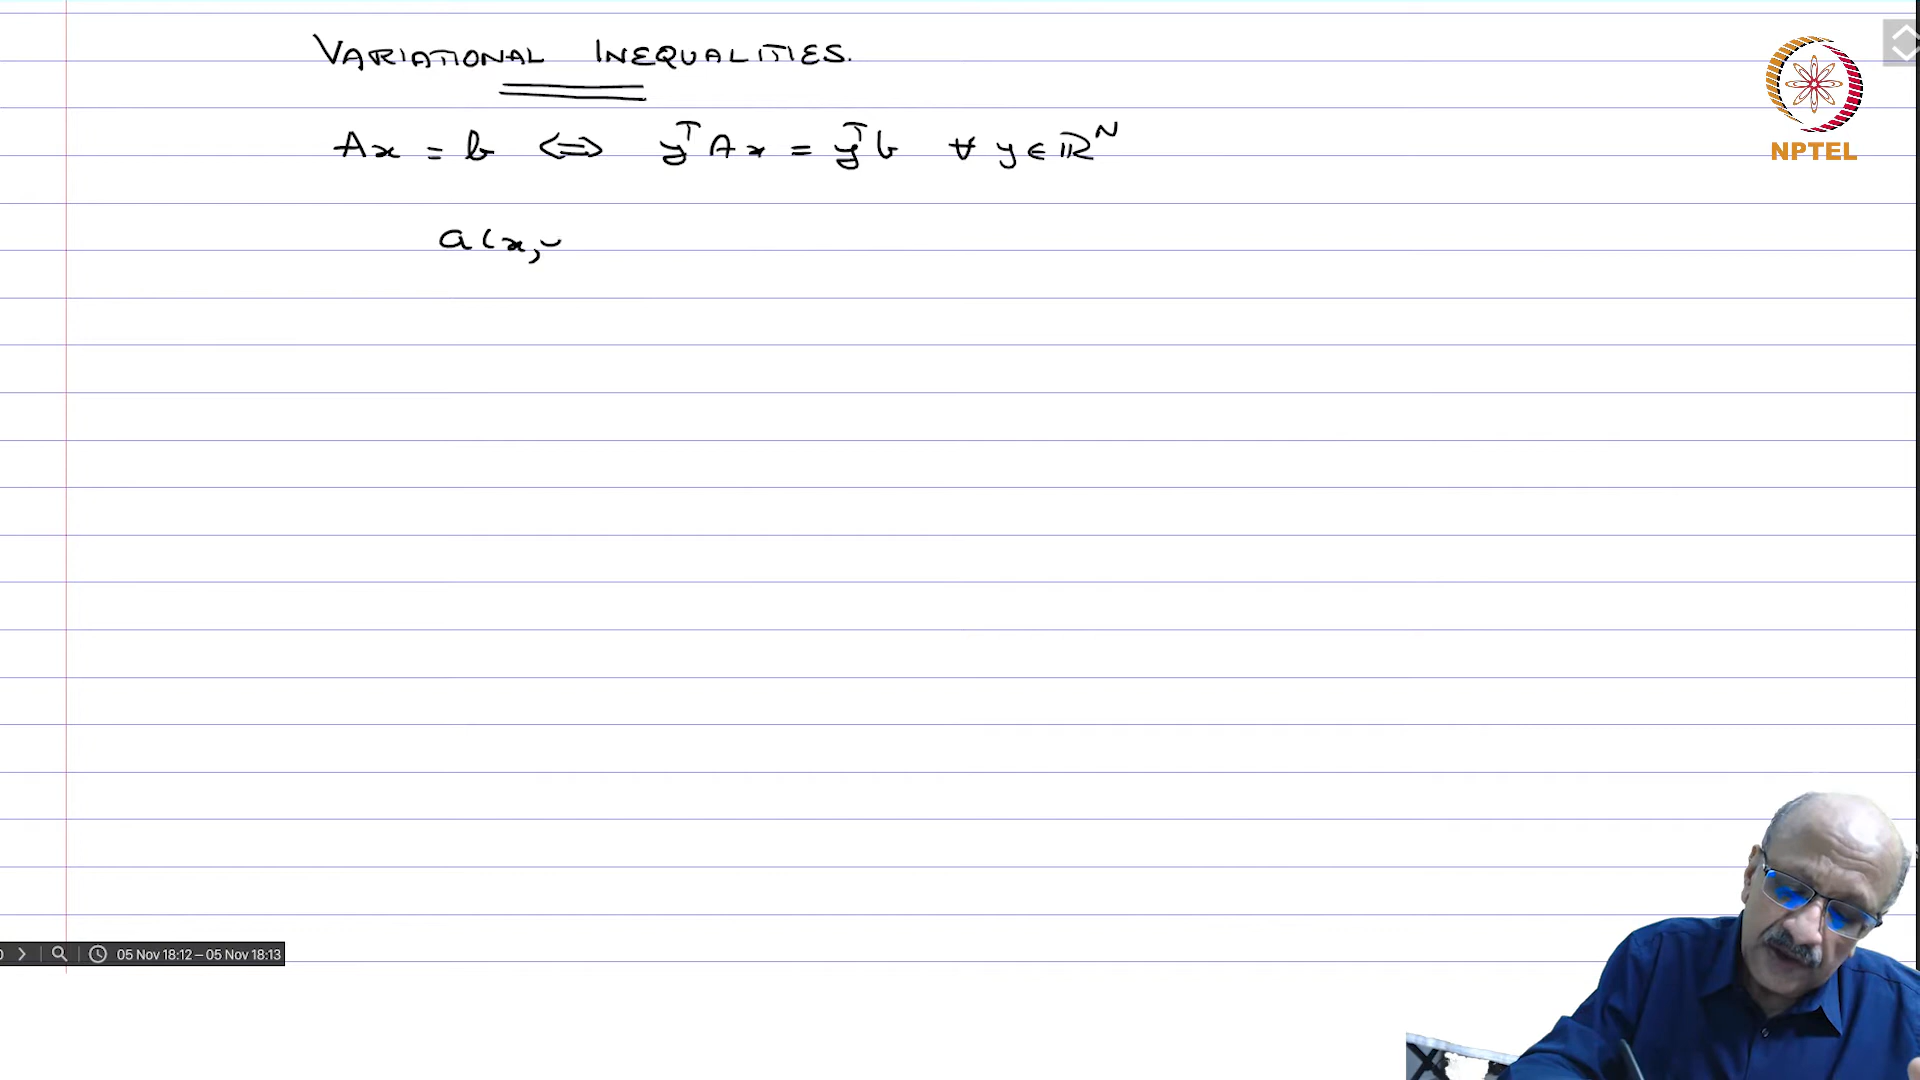 VARIATIONAL INEQUALITIES.
Ax = b ⇔ yᵀAx = yᵀb ∀ y ∈ ℝᴺ
a(x,
NPTEL
05 Nov 18:12 – 05 Nov 18:13